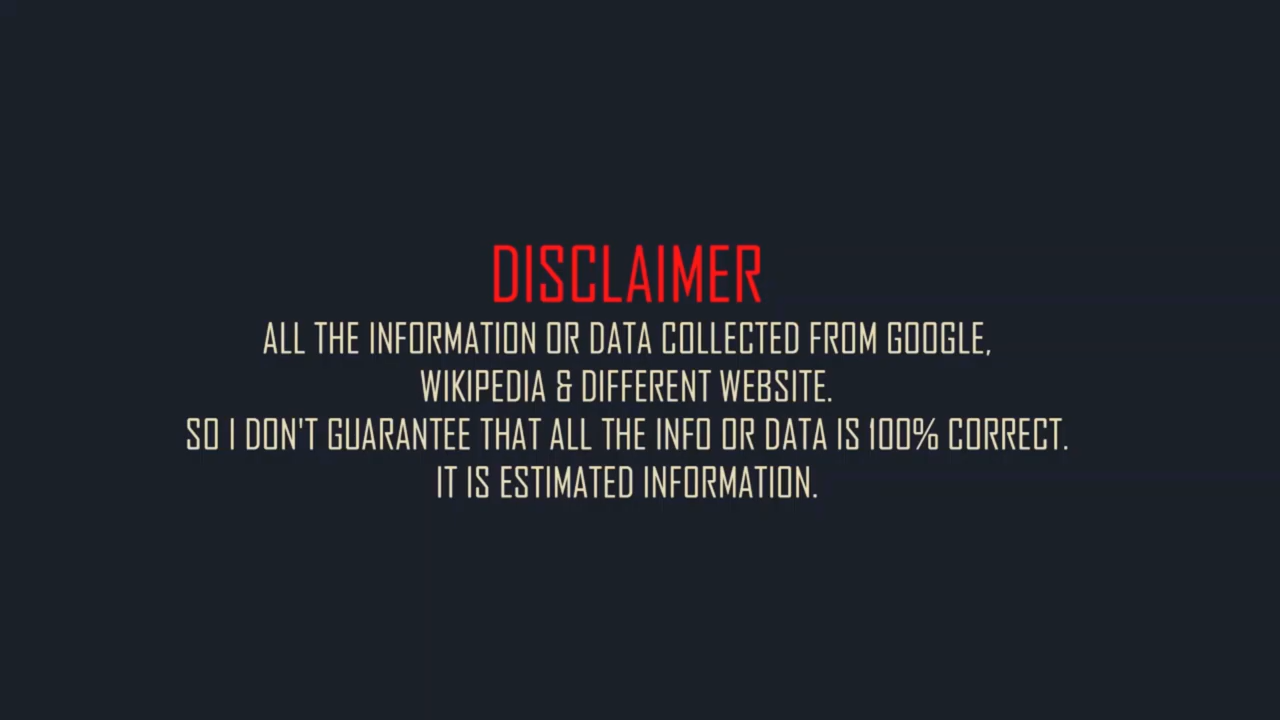 DISCLAIMER
ALL THE INFORMATION OR DATA COLLECTED FROM GOOGLE,
WIKIPEDIA & DIFFERENT WEBSITE.
SO I DON'T GUARANTEE THAT ALL THE INFO OR DATA IS 100% CORRECT.
IT IS ESTIMATED INFORMATION.